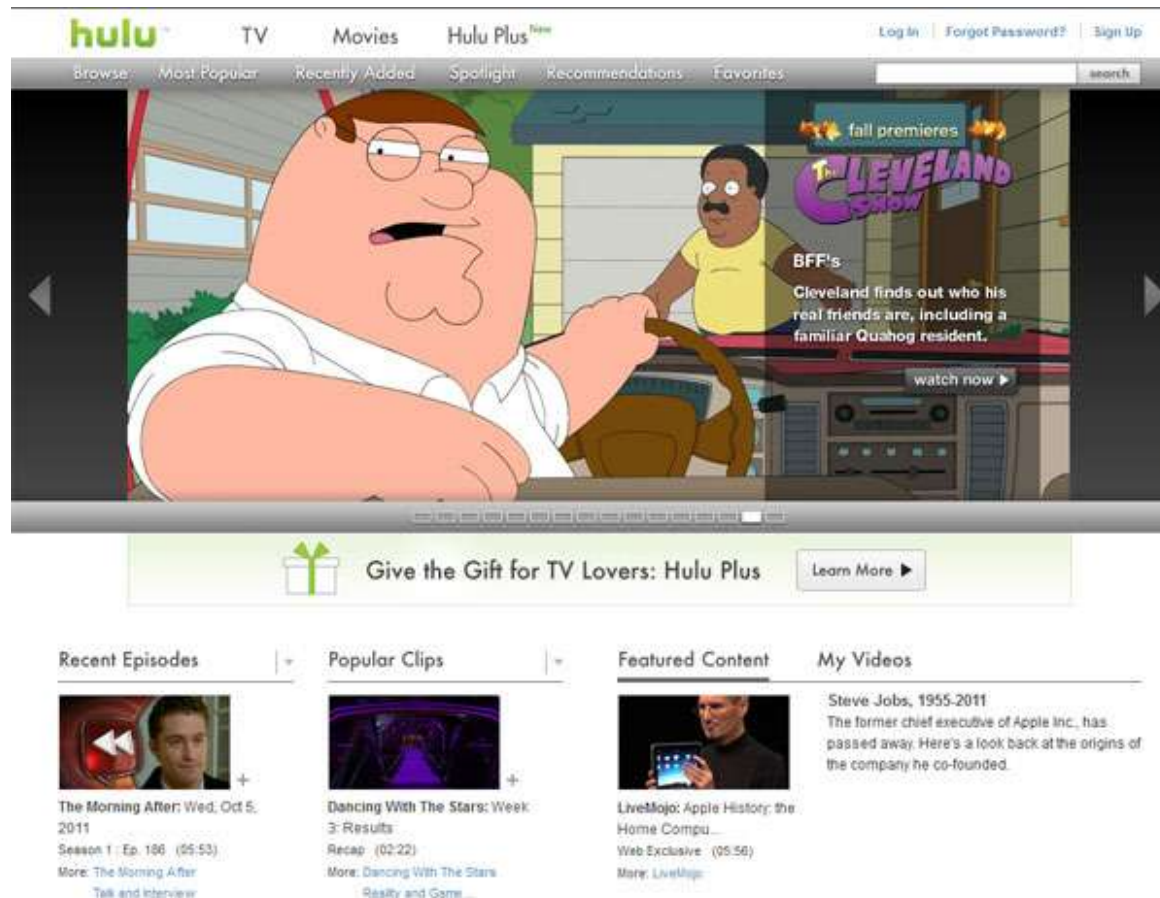 hulu TV Movies Hulu Plus New
Log In Forgot Password? Sign Up
Browse Most Popular Recently Added Spotlight Recommendations Favorites search
fall premieres
The CLEVELAND SHOW
BFF's
Cleveland finds out who his
real friends are, including a
familiar Quahog resident.
watch now
Give the Gift for TV Lovers: Hulu Plus Learn More
Recent Episodes
The Morning After: Wed, Oct 5,
2011
Season 1 : Ep. 186 (05:53)
More: The Morning After
Talk and Interview
Popular Clips
Dancing With The Stars: Week
3: Results
Recap (02:22)
More: Dancing With The Stars
Reality and Game ...
Featured Content My Videos
LiveMojo: Apple History: the
Home Compu...
Web Exclusive (05:56)
More: LiveMojo
Steve Jobs, 1955-2011
The former chief executive of Apple Inc., has
passed away. Here's a look back at the origins of
the company he co-founded.